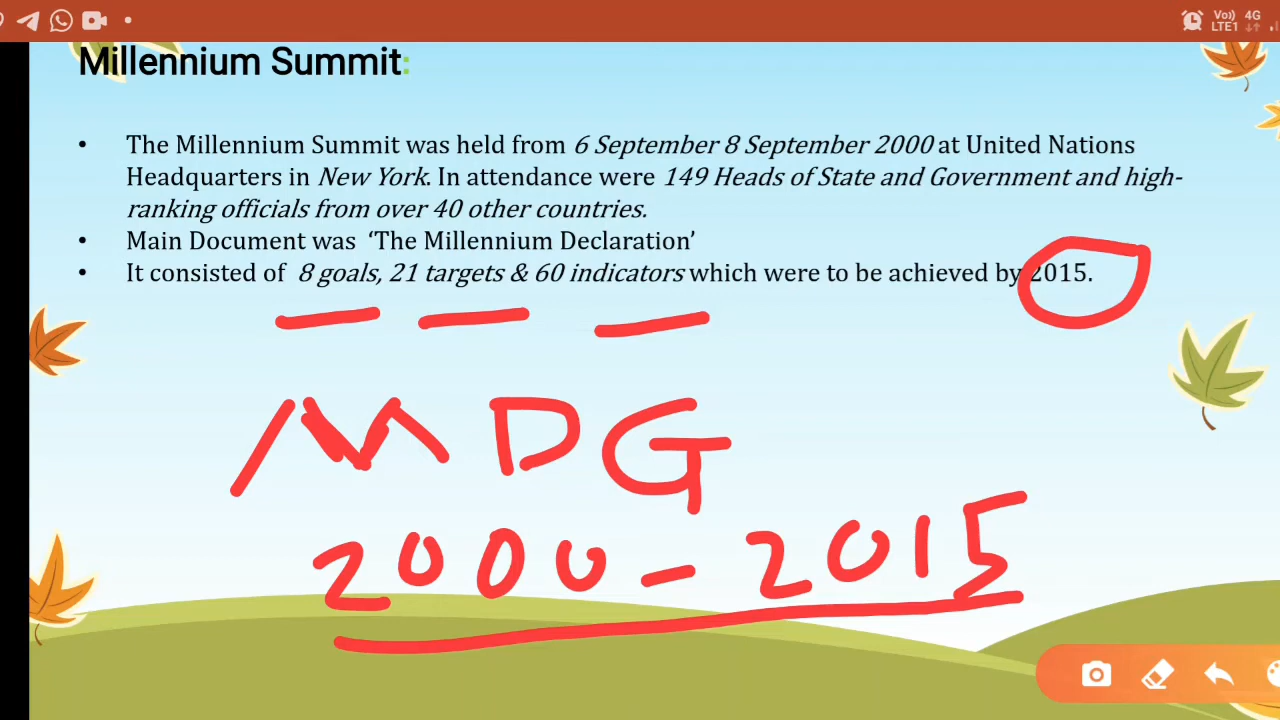 Vo)) 4G
LTE1
Millennium Summit:
• The Millennium Summit was held from 6 September 8 September 2000 at United Nations
Headquarters in New York. In attendance were 149 Heads of State and Government and high-
ranking officials from over 40 other countries.
• Main Document was ‘The Millennium Declaration’
• It consisted of 8 goals, 21 targets & 60 indicators which were to be achieved by 2015.
MDG
2000-2015